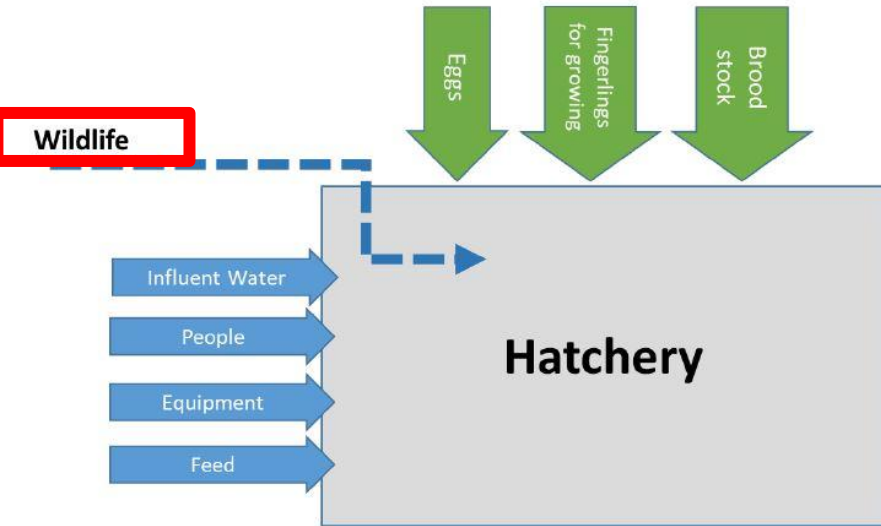 Eggs
Fingerlings
for growing
Brood
stock
Wildlife
Influent Water
People
Equipment
Feed
Hatchery